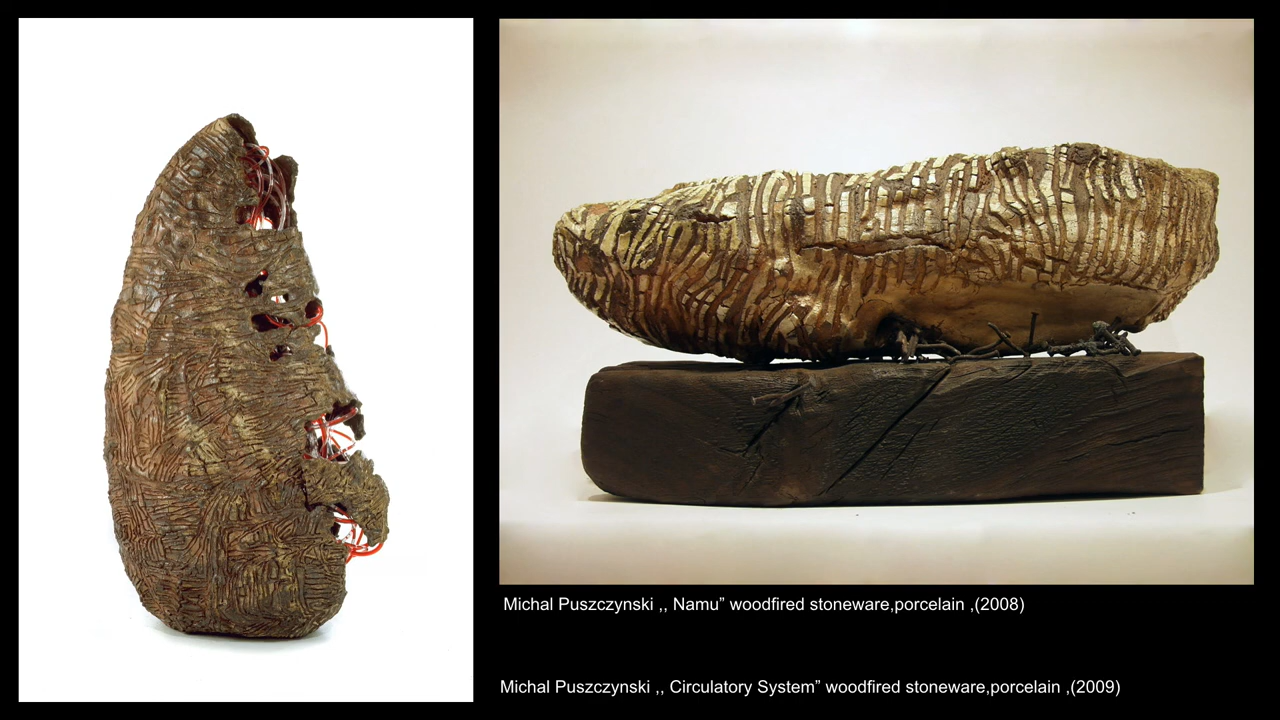 Michal Puszczynski ,, Namu” woodfired stoneware,porcelain ,(2008)
Michal Puszczynski ,, Circulatory System” woodfired stoneware,porcelain ,(2009)